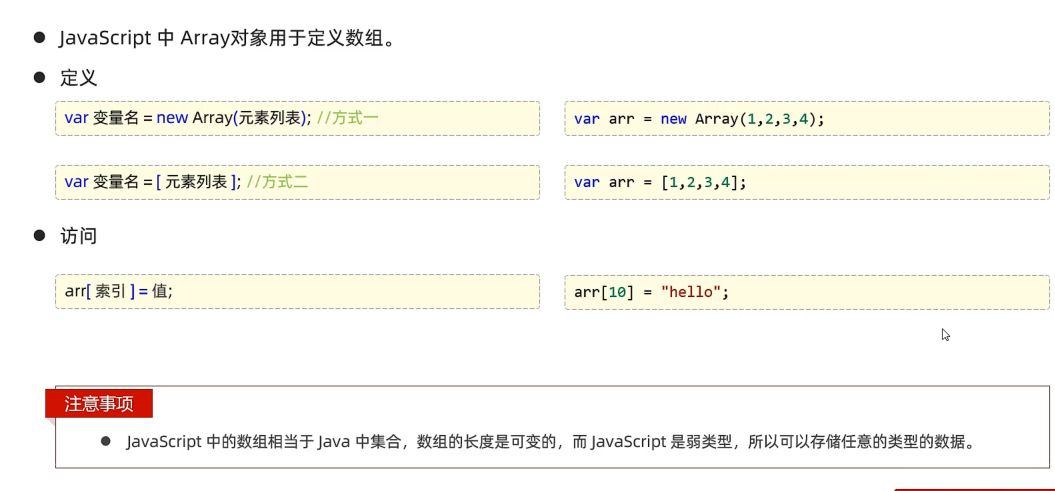 JavaScript 中 Array对象用于定义数组。
定义
var 变量名 = new Array(元素列表); //方式一
var arr = new Array(1,2,3,4);
var 变量名 = [ 元素列表 ]; //方式二
var arr = [1,2,3,4];
访问
arr[ 索引 ] = 值;
arr[10] = "hello";
注意事项
JavaScript 中的数组相当于 Java 中集合，数组的长度是可变的，而 JavaScript 是弱类型，所以可以存储任意的类型的数据。